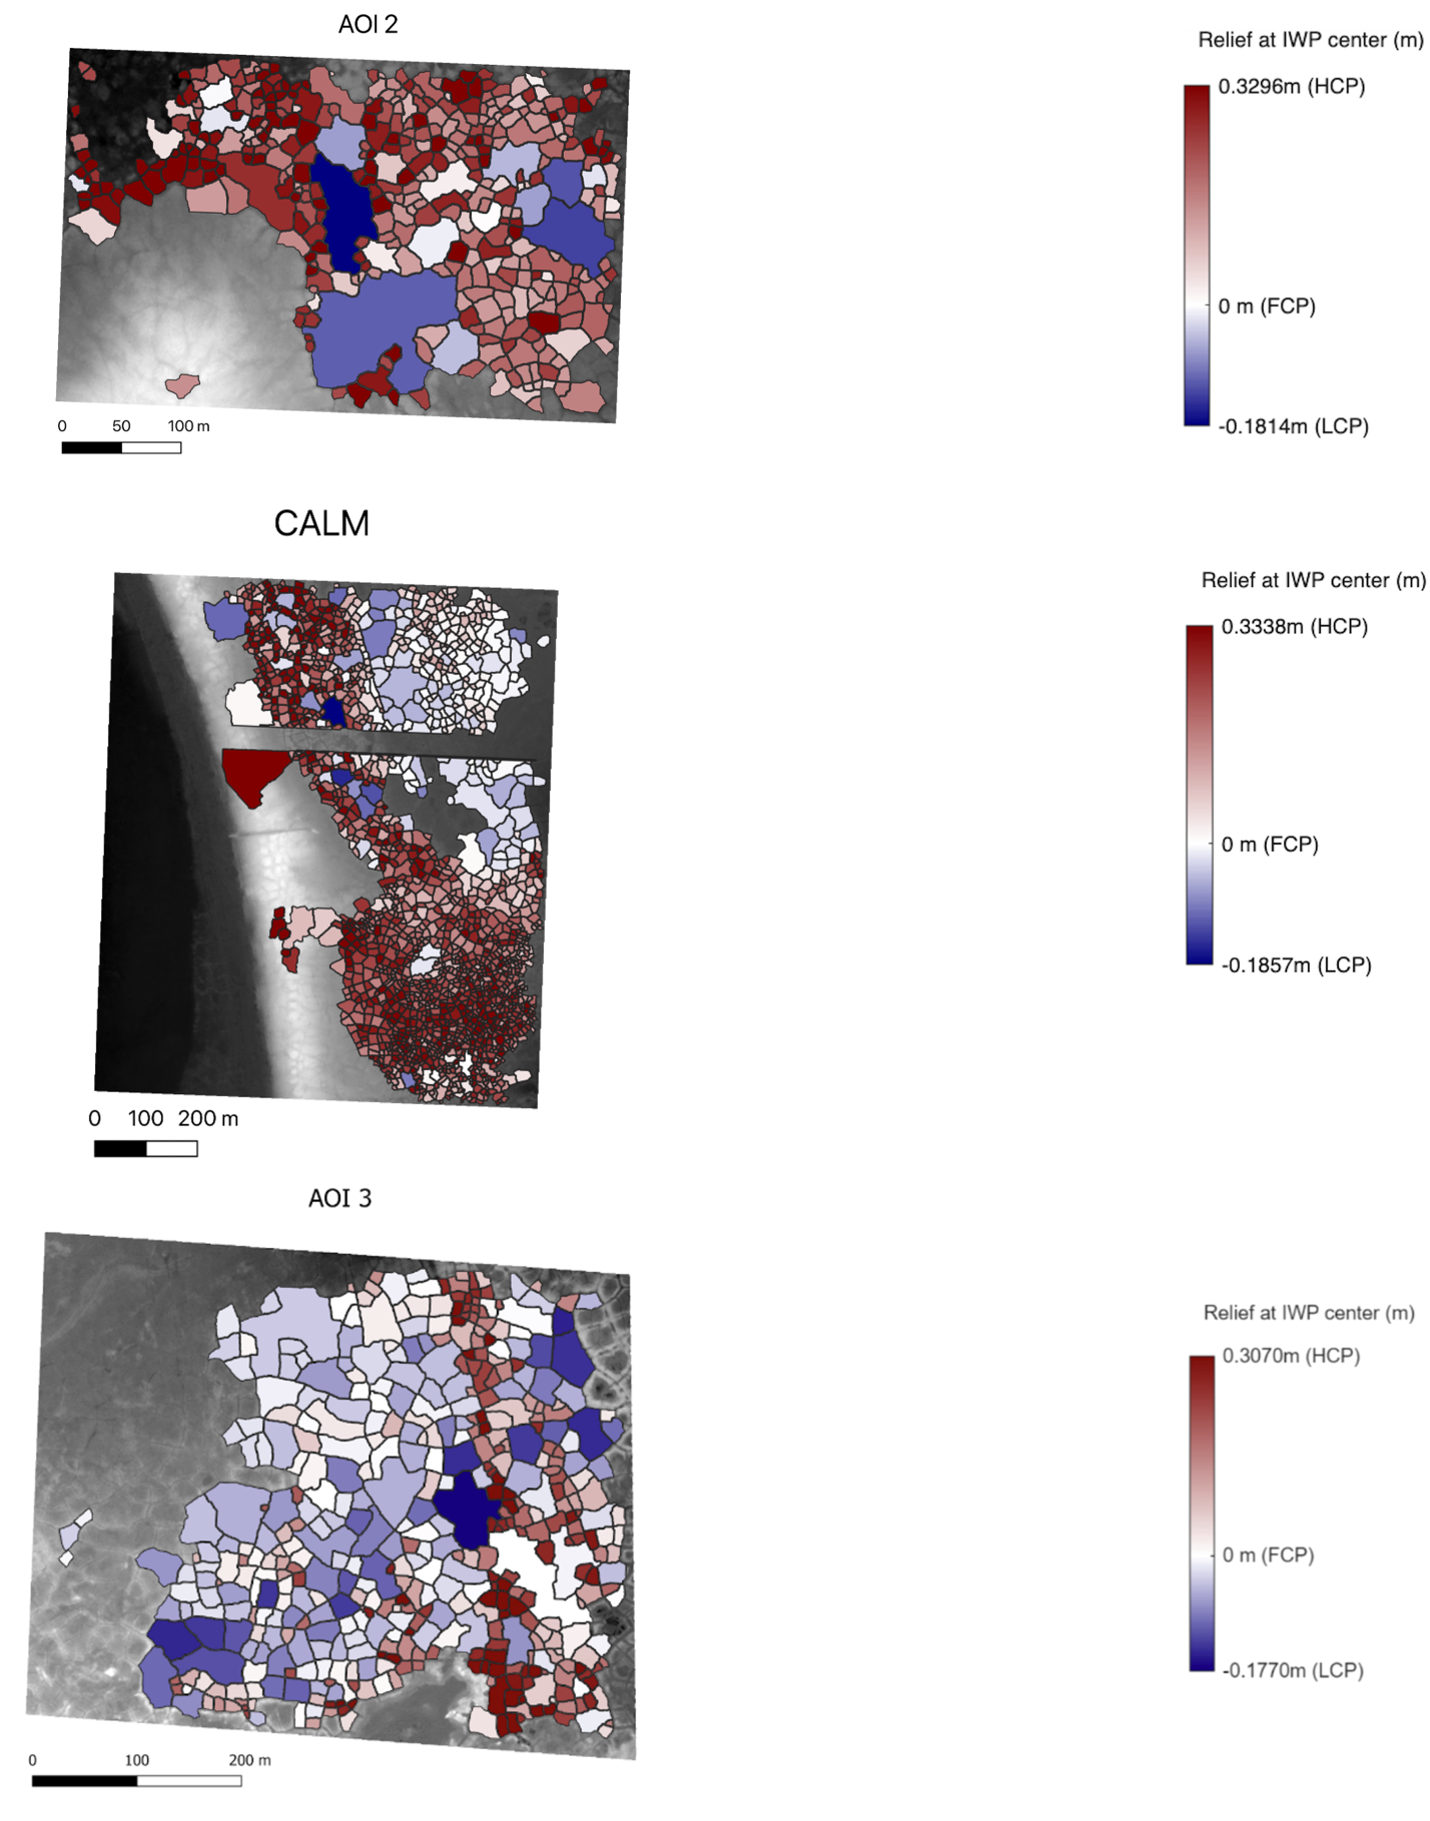 AOI 2
Relief at IWP center (m)
0.3296m (HCP)
0 m (FCP)
-0.1814m (LCP)
0 50 100 m
CALM
Relief at IWP center (m)
0.3338m (HCP)
0 m (FCP)
-0.1857m (LCP)
0 100 200 m
AOI 3
Relief at IWP center (m)
0.3070m (HCP)
0 m (FCP)
-0.1770m (LCP)
0 100 200 m